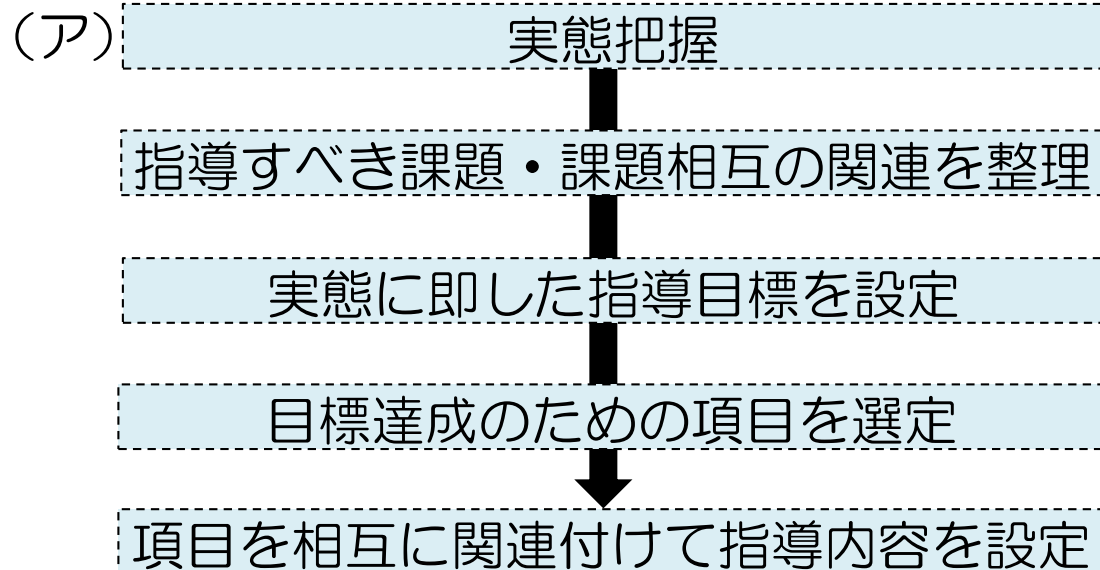 (ア) 実態把握
指導すべき課題・課題相互の関連を整理
実態に即した指導目標を設定
目標達成のための項目を選定
項目を相互に関連付けて指導内容を設定